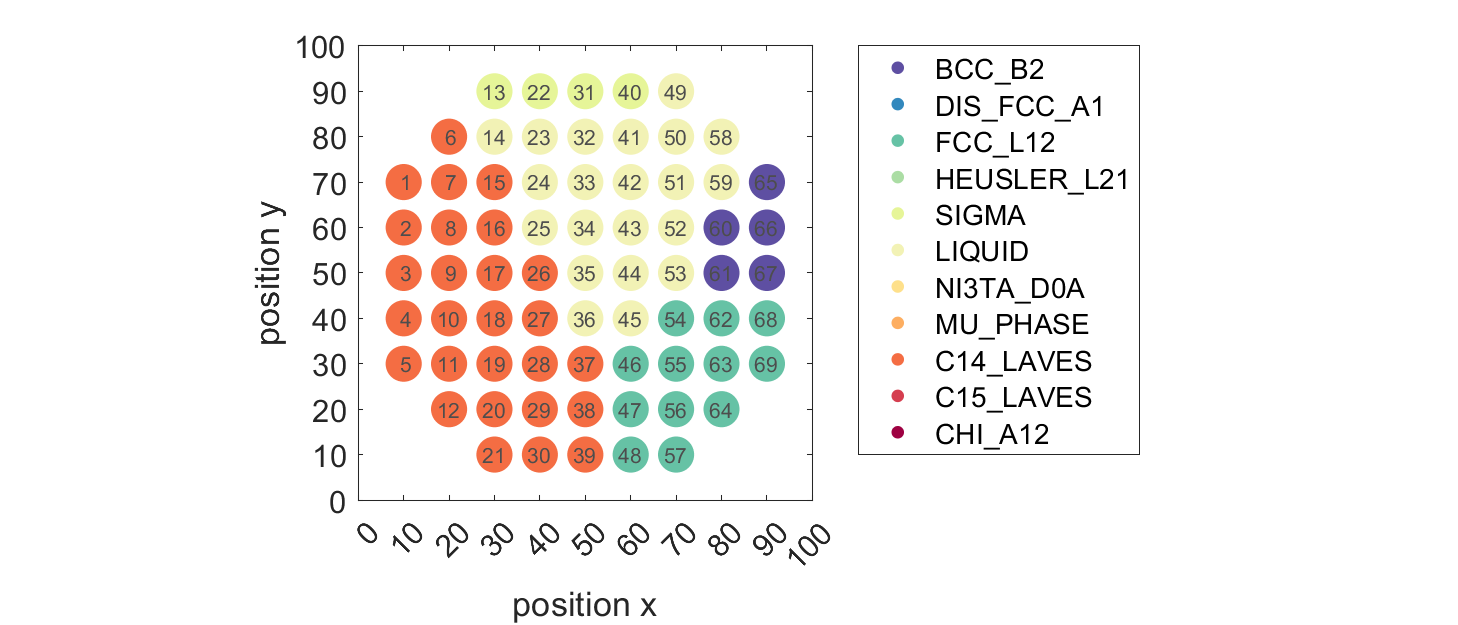 100
90
80
70
60
50
40
30
20
10
0
position y
13 22 31 40 49
6 14 23 32 41 50 58
1 7 15 24 33 42 51 59 65
2 8 16 25 34 43 52 60 66
3 9 17 26 35 44 53 61 67
4 10 18 27 36 45 54 62 68
5 11 19 28 37 46 55 63 69
12 20 29 38 47 56 64
21 30 39 48 57
0 10 20 30 40 50 60 70 80 90 100
position x
BCC_B2
DIS_FCC_A1
FCC_L12
HEUSLER_L21
SIGMA
LIQUID
NI3TA_D0A
MU_PHASE
C14_LAVES
C15_LAVES
CHI_A12